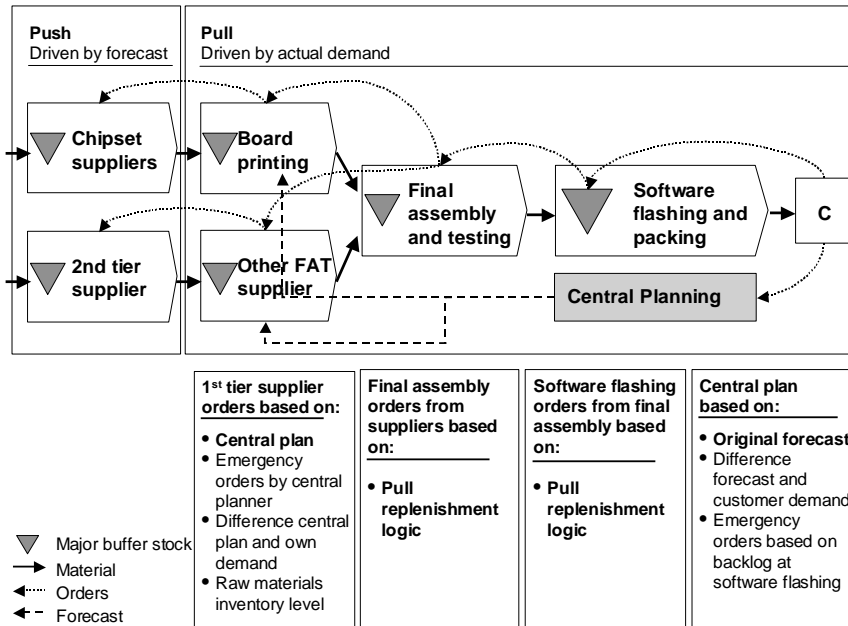 Push
Driven by forecast
Pull
Driven by actual demand
Chipset
suppliers
Board
printing
Final
assembly
and testing
Software
flashing and
packing
C
2nd tier
supplier
Other FAT
supplier
Central Planning
1st tier supplier
orders based on:
• Central plan
• Emergency
orders by central
planner
• Difference central
plan and own
demand
• Raw materials
inventory level
Final assembly
orders from
suppliers based
on:
• Pull
replenishment
logic
Software flashing
orders from final
assembly based
on:
• Pull
replenishment
logic
Central plan
based on:
• Original forecast
• Difference
forecast and
customer demand
• Emergency
orders based on
backlog at
software flashing
Major buffer stock
Material
Orders
Forecast